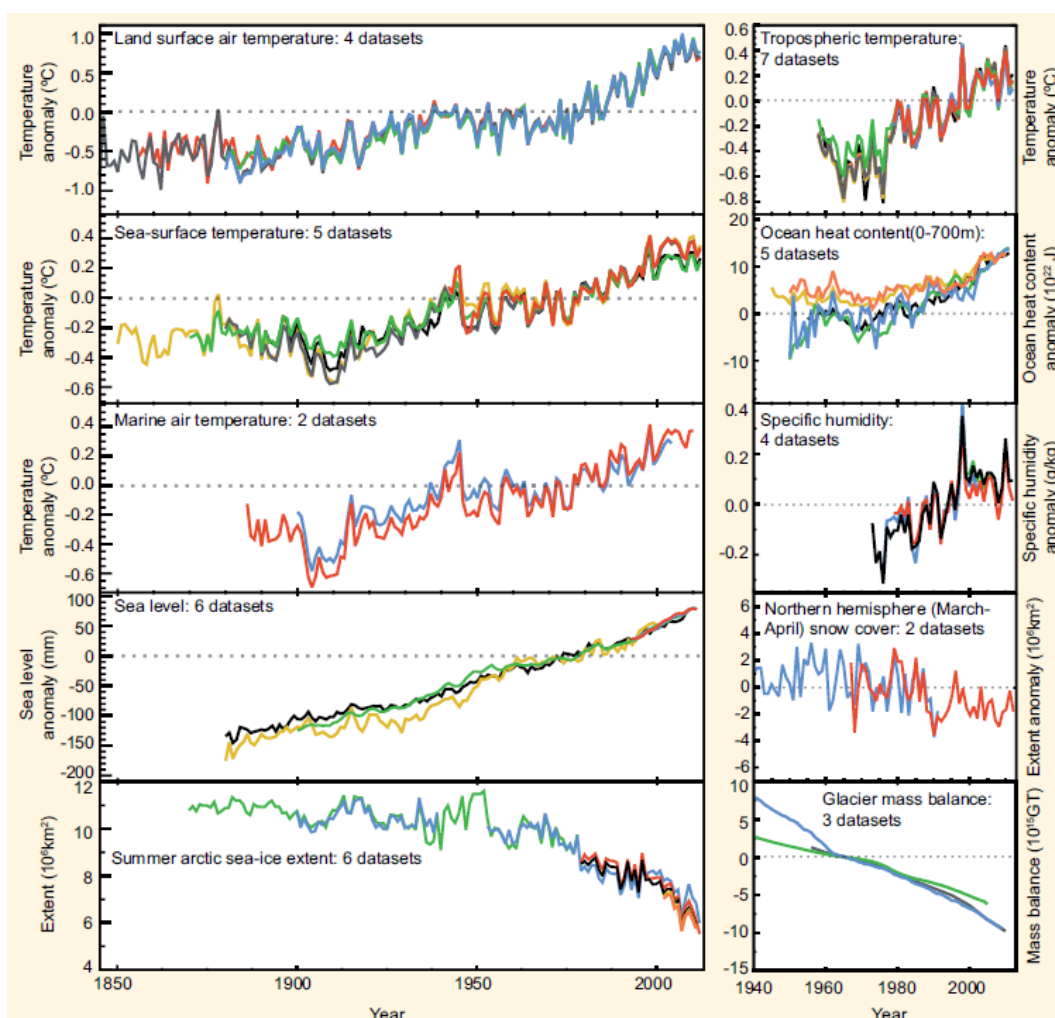 Land surface air temperature: 4 datasets
Temperature
anomaly (ºC)
1.0
0.5
0.0
-0.5
-1.0
Sea-surface temperature: 5 datasets
Temperature
anomaly (ºC)
0.4
0.2
0.0
-0.2
-0.4
-0.6
Marine air temperature: 2 datasets
Temperature
anomaly (ºC)
0.4
0.2
0.0
-0.2
-0.4
-0.6
Sea level: 6 datasets
Sea level
anomaly (mm)
100
50
0
-50
-100
-150
-200
Summer arctic sea-ice extent: 6 datasets
Extent (10⁶km²)
12
10
8
6
4
1850
1900
1950
2000
Year
Tropospheric temperature:
7 datasets
Temperature
anomaly (ºC)
0.6
0.4
0.2
0.0
-0.2
-0.4
-0.6
-0.8
Ocean heat content(0-700m):
5 datasets
Ocean heat content
anomaly (10²² J)
20
10
0
-10
Specific humidity:
4 datasets
Specific humidity
anomaly (g/kg)
0.4
0.2
0.0
-0.2
Northern hemisphere (March-
April) snow cover: 2 datasets
Extent anomaly (10⁶km²)
6
4
2
0
-2
-4
-6
Glacier mass balance:
3 datasets
Mass balance (10¹⁵GT)
10
5
0
-5
-10
-15
1940
1960
1980
2000
Year